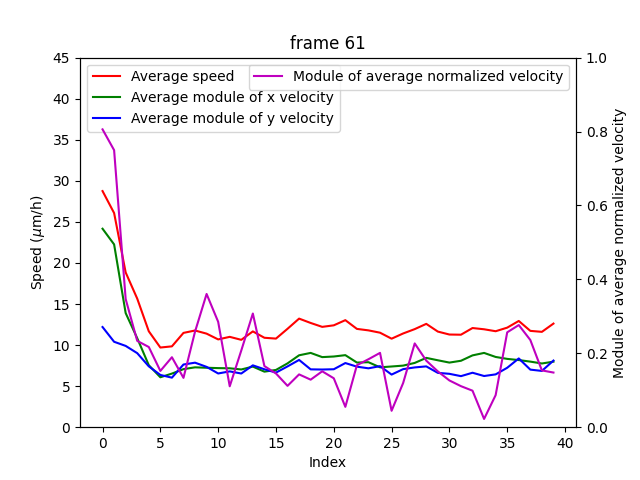 frame 61
Average speed
Average module of x velocity
Average module of y velocity
Module of average normalized velocity
Speed (μm/h)
45
40
35
30
25
20
15
10
5
0
1.0
0.8
0.6
0.4
0.2
0.0
Module of average normalized velocity
0 5 10 15 20 25 30 35 40
Index